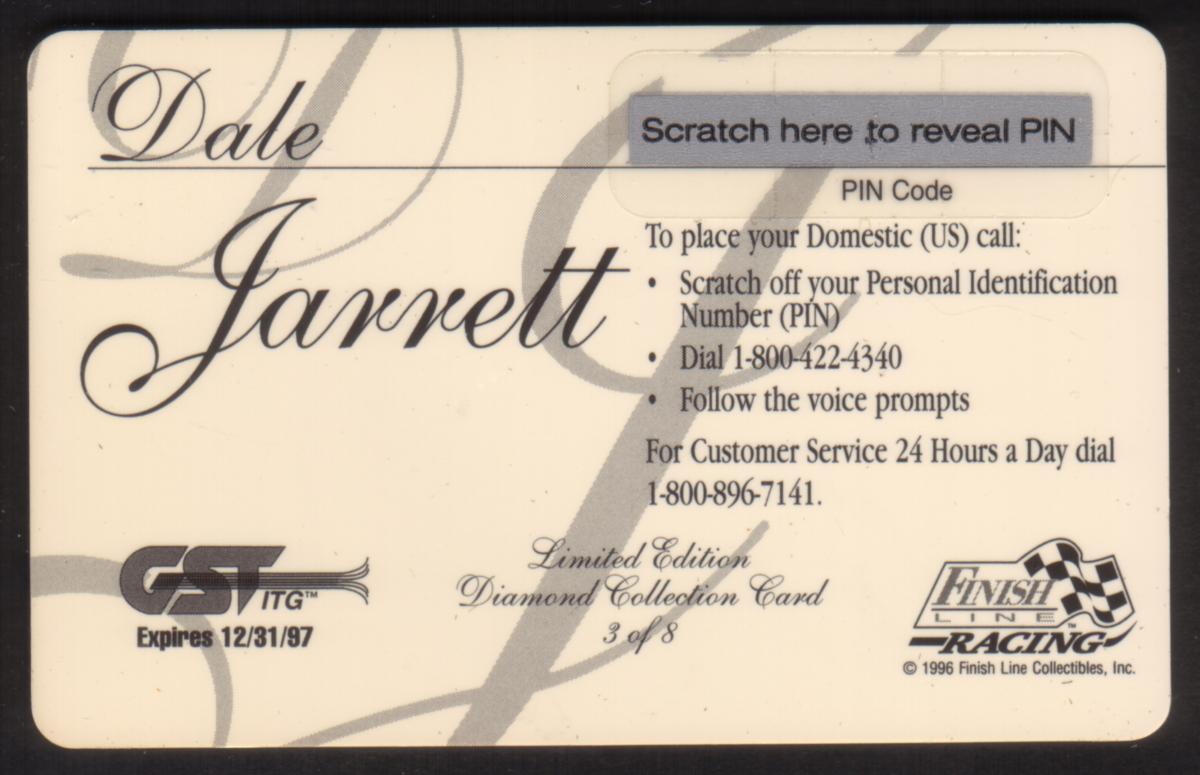 Dale
Jarrett
Scratch here to reveal PIN
PIN Code
To place your Domestic (US) call:
• Scratch off your Personal Identification
Number (PIN)
• Dial 1-800-422-4340
• Follow the voice prompts
For Customer Service 24 Hours a Day dial
1-800-896-7141.
GST
ITG™
Expires 12/31/97
Limited Edition
Diamond Collection Card
3 of 8
FINISH
LINE
RACING™
© 1996 Finish Line Collectibles, Inc.